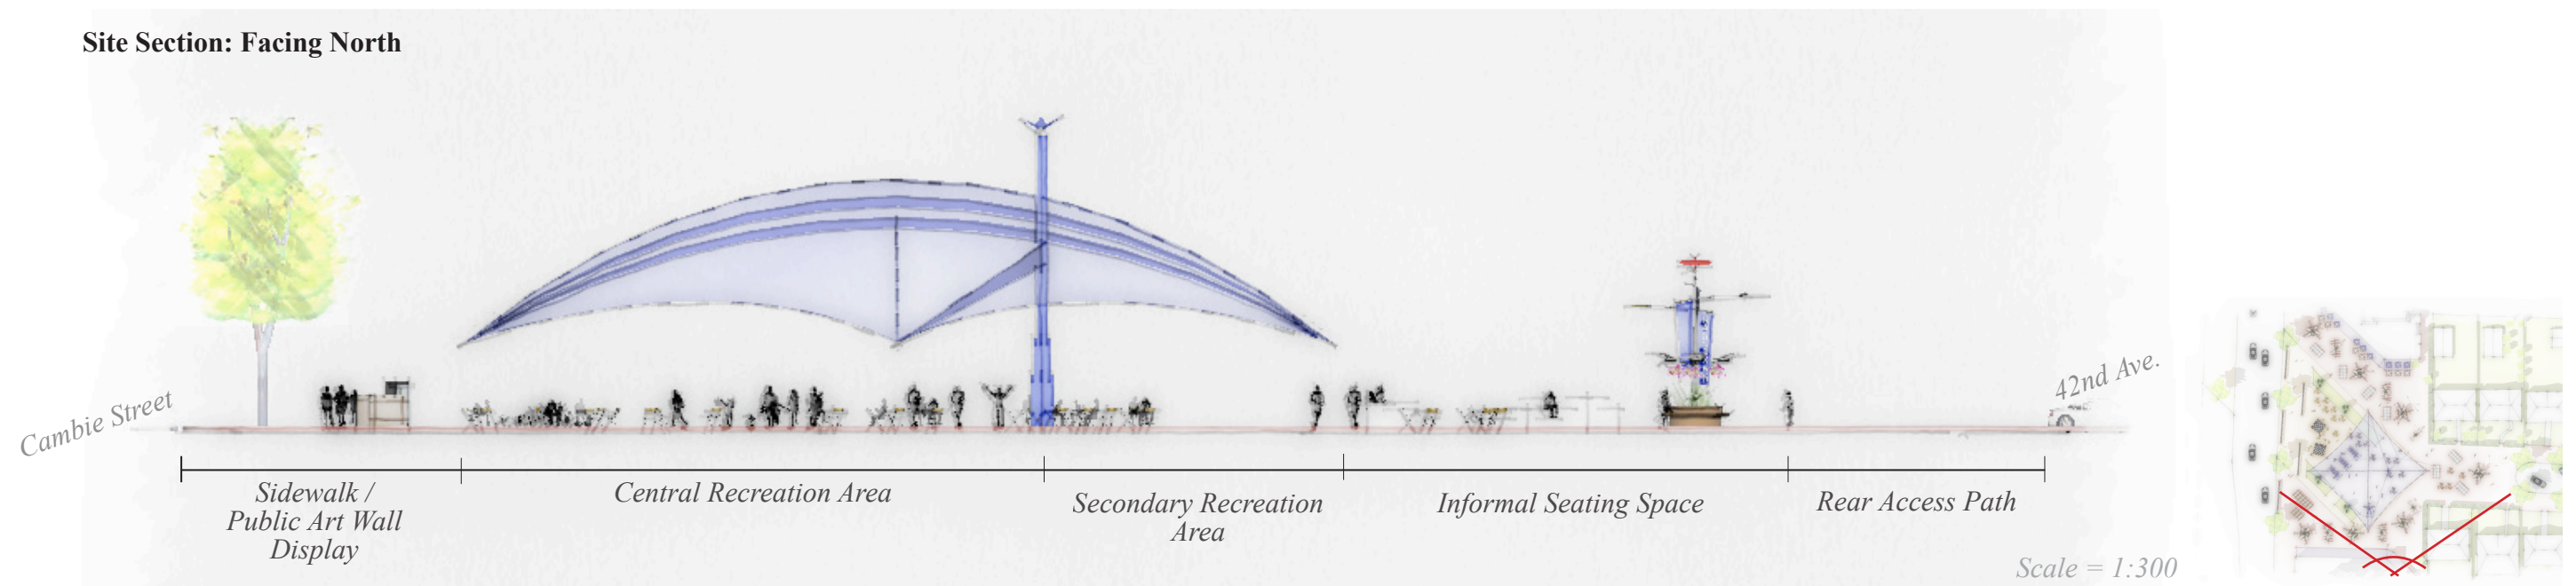 Site Section: Facing North
Cambie Street
42nd Ave.
Sidewalk /
Public Art Wall
Display
Central Recreation Area
Secondary Recreation
Area
Informal Seating Space
Rear Access Path
Scale = 1:300